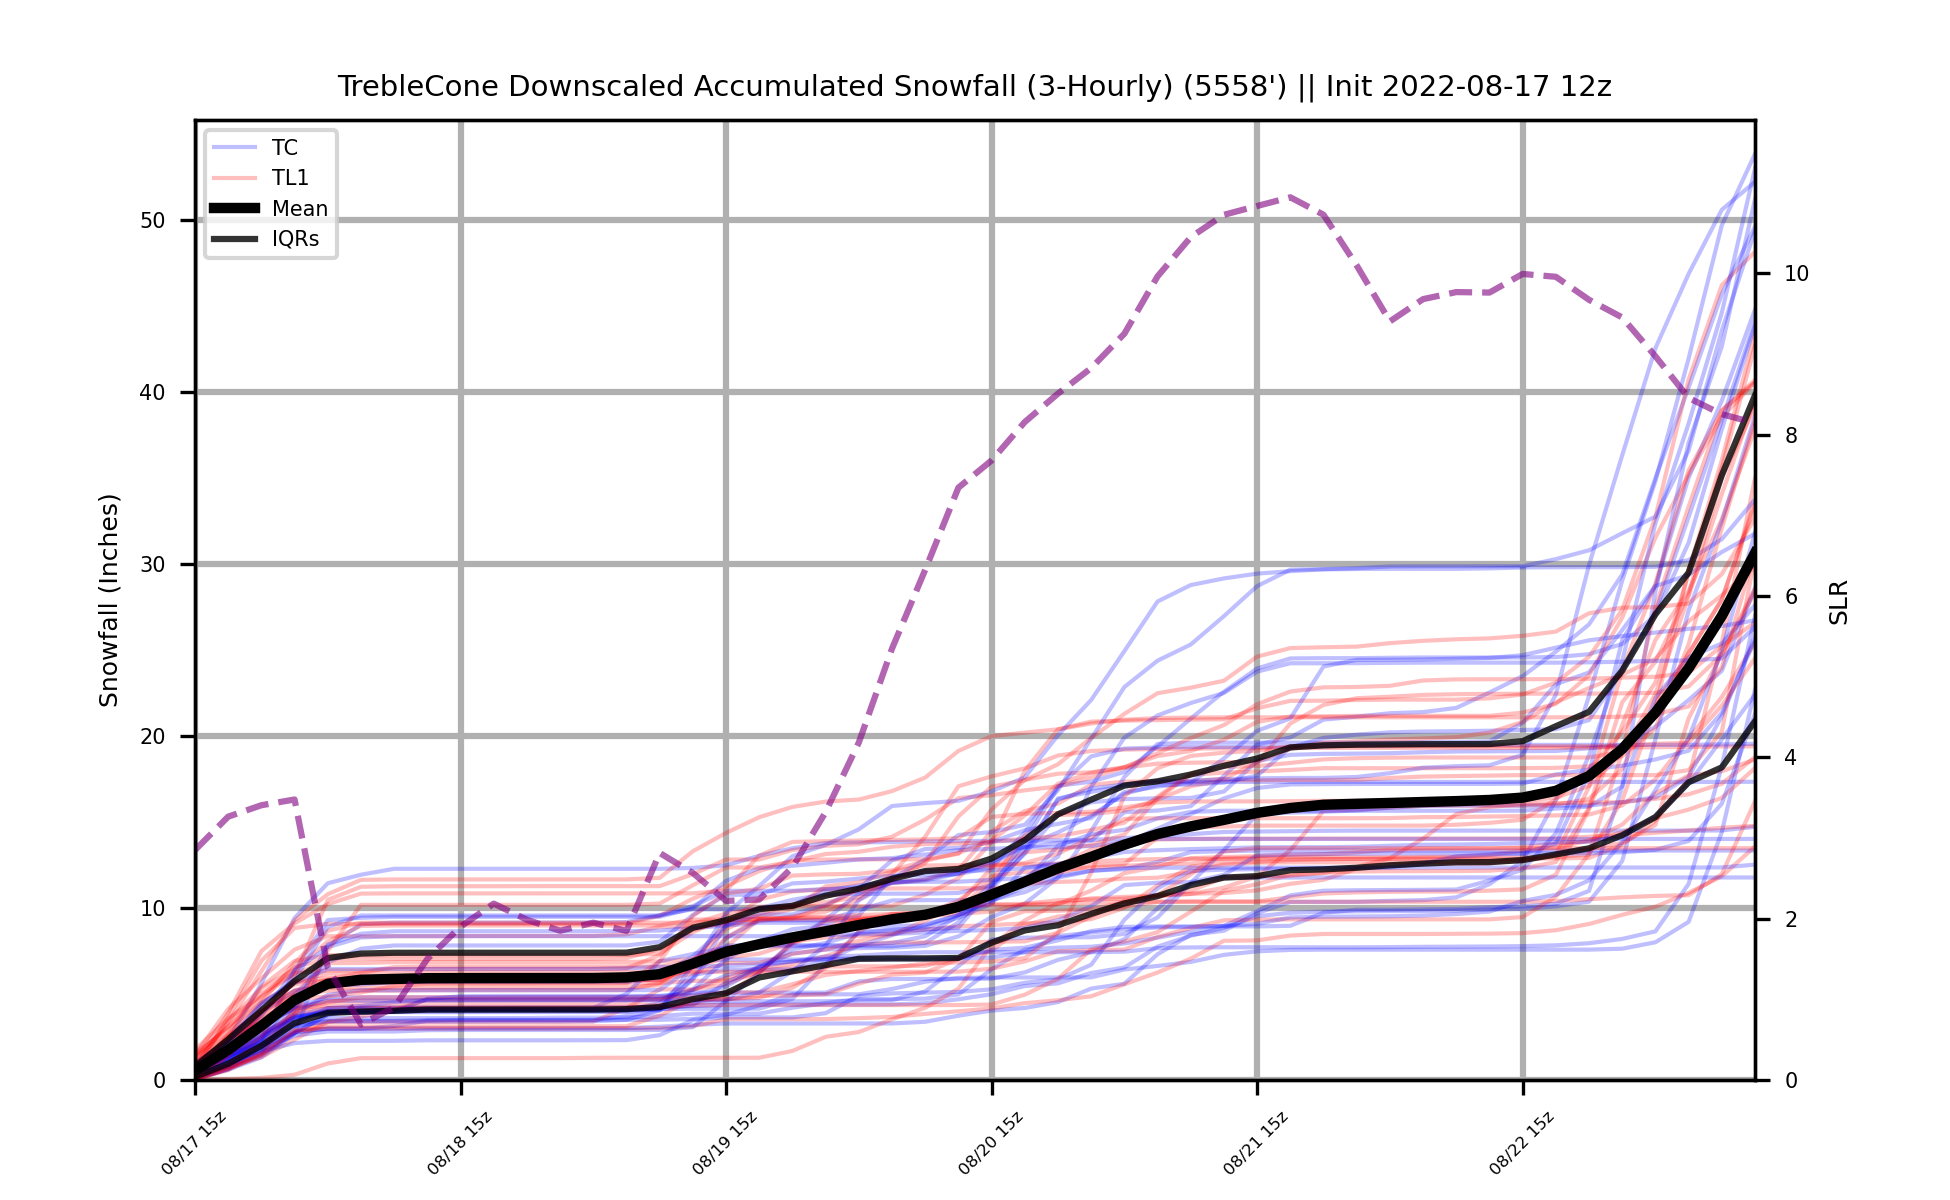 TrebleCone Downscaled Accumulated Snowfall (3-Hourly) (5558') || Init 2022-08-17 12z
TC
TL1
Mean
IQRs
50
40
30
20
10
0
Snowfall (Inches)
10
8
6
4
2
0
SLR
08/17 15z
08/18 15z
08/19 15z
08/20 15z
08/21 15z
08/22 15z